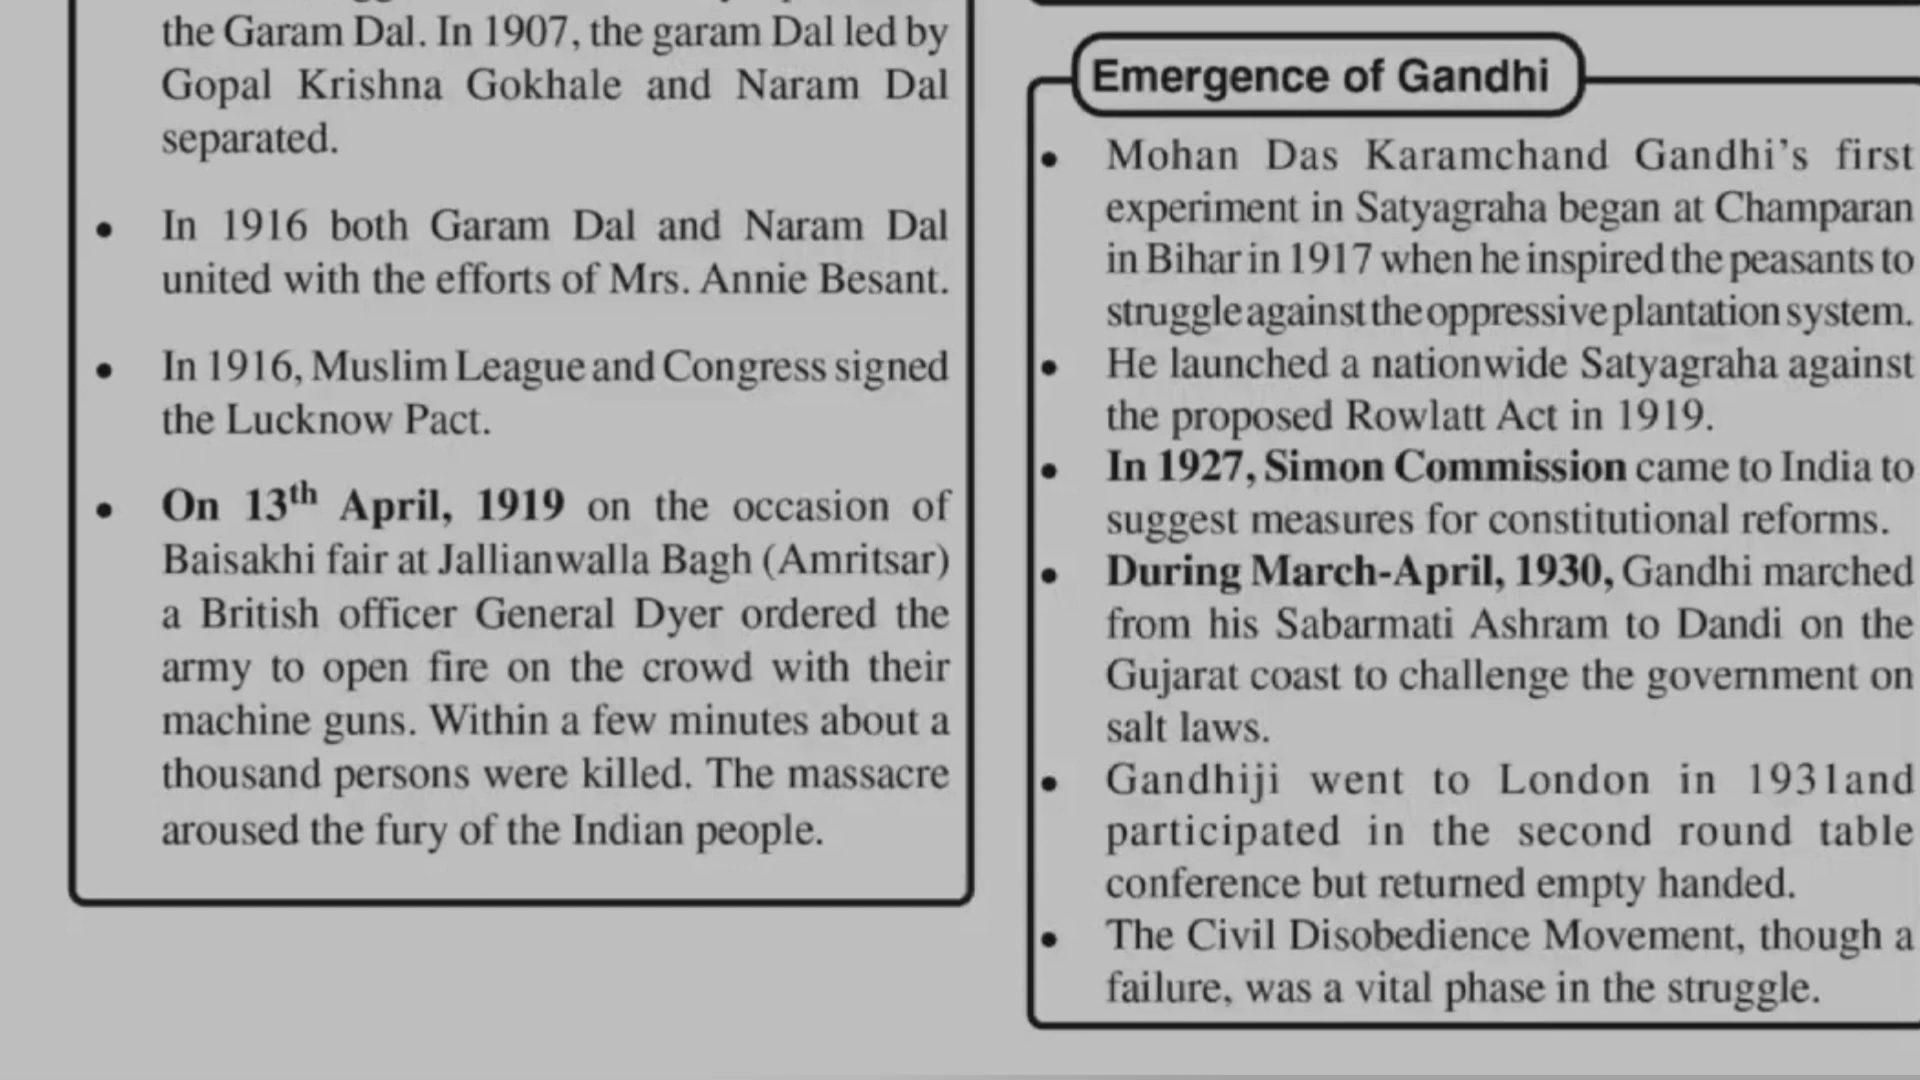 the Garam Dal. In 1907, the garam Dal led by
Gopal Krishna Gokhale and Naram Dal
separated.
• In 1916 both Garam Dal and Naram Dal
united with the efforts of Mrs. Annie Besant.
• In 1916, Muslim League and Congress signed
the Lucknow Pact.
• On 13th April, 1919 on the occasion of
Baisakhi fair at Jallianwalla Bagh (Amritsar)
a British officer General Dyer ordered the
army to open fire on the crowd with their
machine guns. Within a few minutes about a
thousand persons were killed. The massacre
aroused the fury of the Indian people.
Emergence of Gandhi
• Mohan Das Karamchand Gandhi's first
experiment in Satyagraha began at Champaran
in Bihar in 1917 when he inspired the peasants to
struggle against the oppressive plantation system.
• He launched a nationwide Satyagraha against
the proposed Rowlatt Act in 1919.
• In 1927, Simon Commission came to India to
suggest measures for constitutional reforms.
• During March-April, 1930, Gandhi marched
from his Sabarmati Ashram to Dandi on the
Gujarat coast to challenge the government on
salt laws.
• Gandhiji went to London in 1931and
participated in the second round table
conference but returned empty handed.
• The Civil Disobedience Movement, though a
failure, was a vital phase in the struggle.